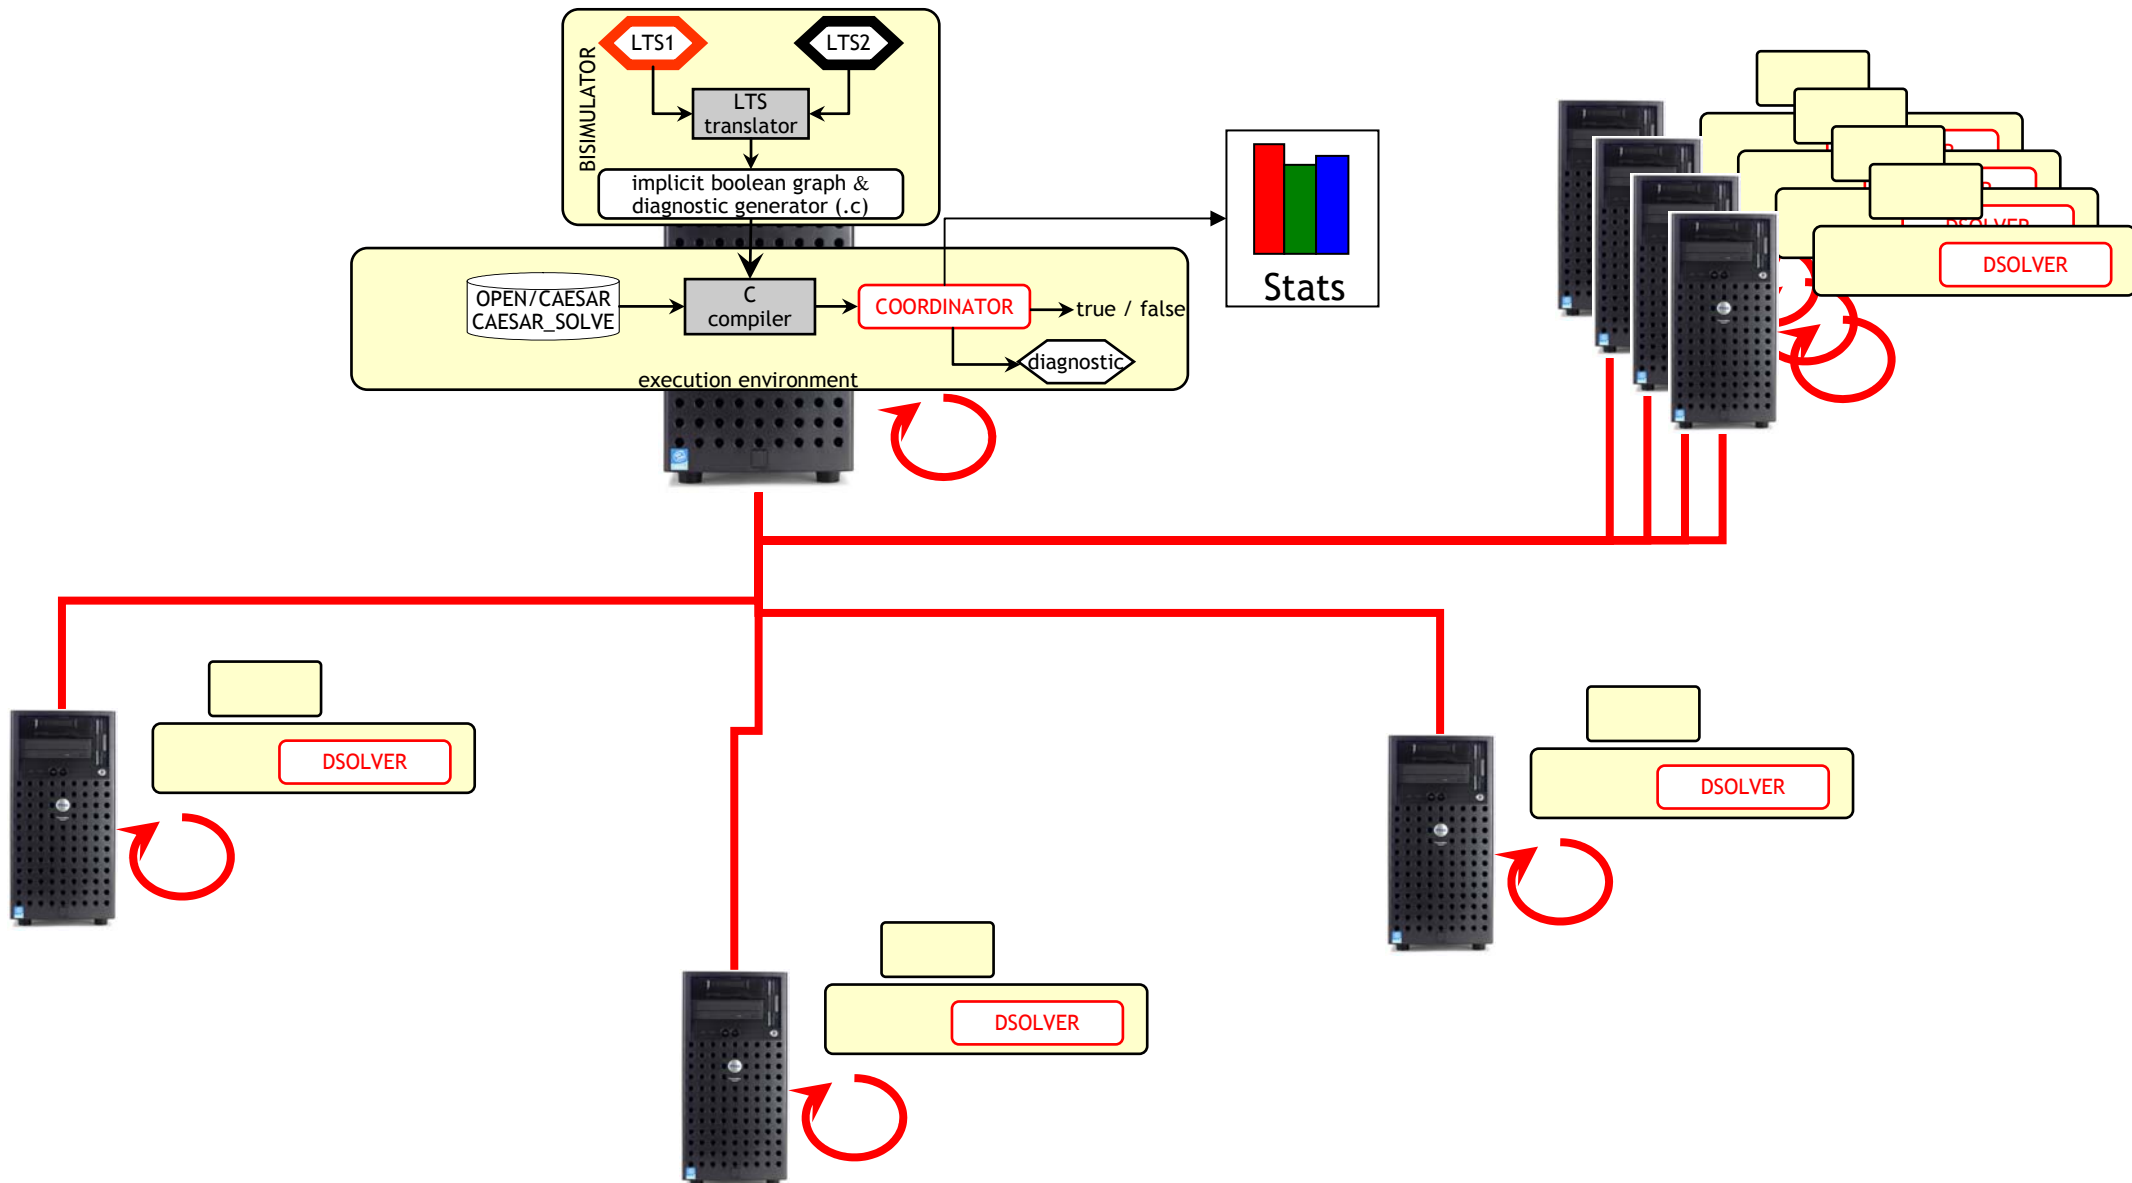 LTS1
LTS2
BISIMULATOR
LTS
translator
implicit boolean graph &
diagnostic generator (.c)
OPEN/CAESAR
CAESAR_SOLVE
C
compiler
COORDINATOR
true / false
diagnostic
execution environment
Stats
DSOLVER
DSOLVER
DSOLVER
DSOLVER
DSOLVER